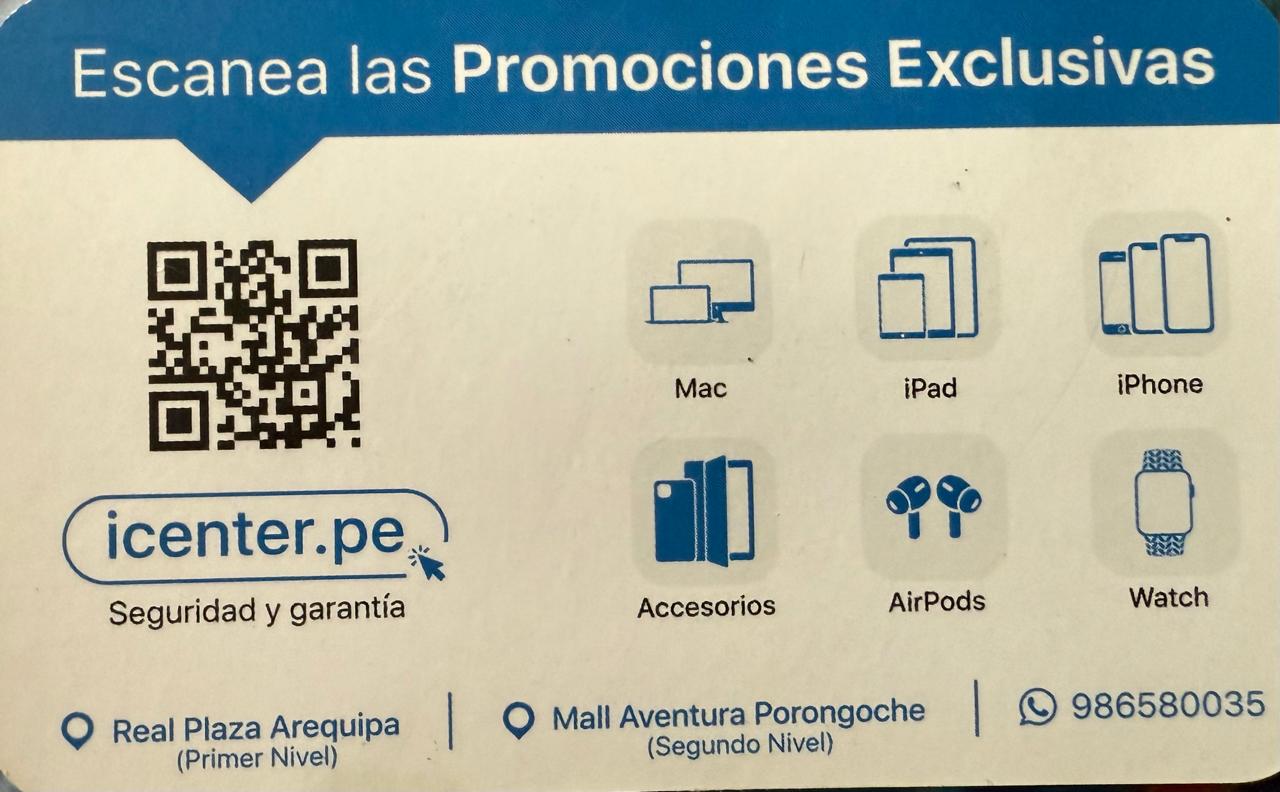 Escanea las Promociones Exclusivas
Mac
iPad
iPhone
icenter.pe
Seguridad y garantía
Accesorios
AirPods
Watch
Real Plaza Arequipa
(Primer Nivel)
Mall Aventura Porongoche
(Segundo Nivel)
986580035